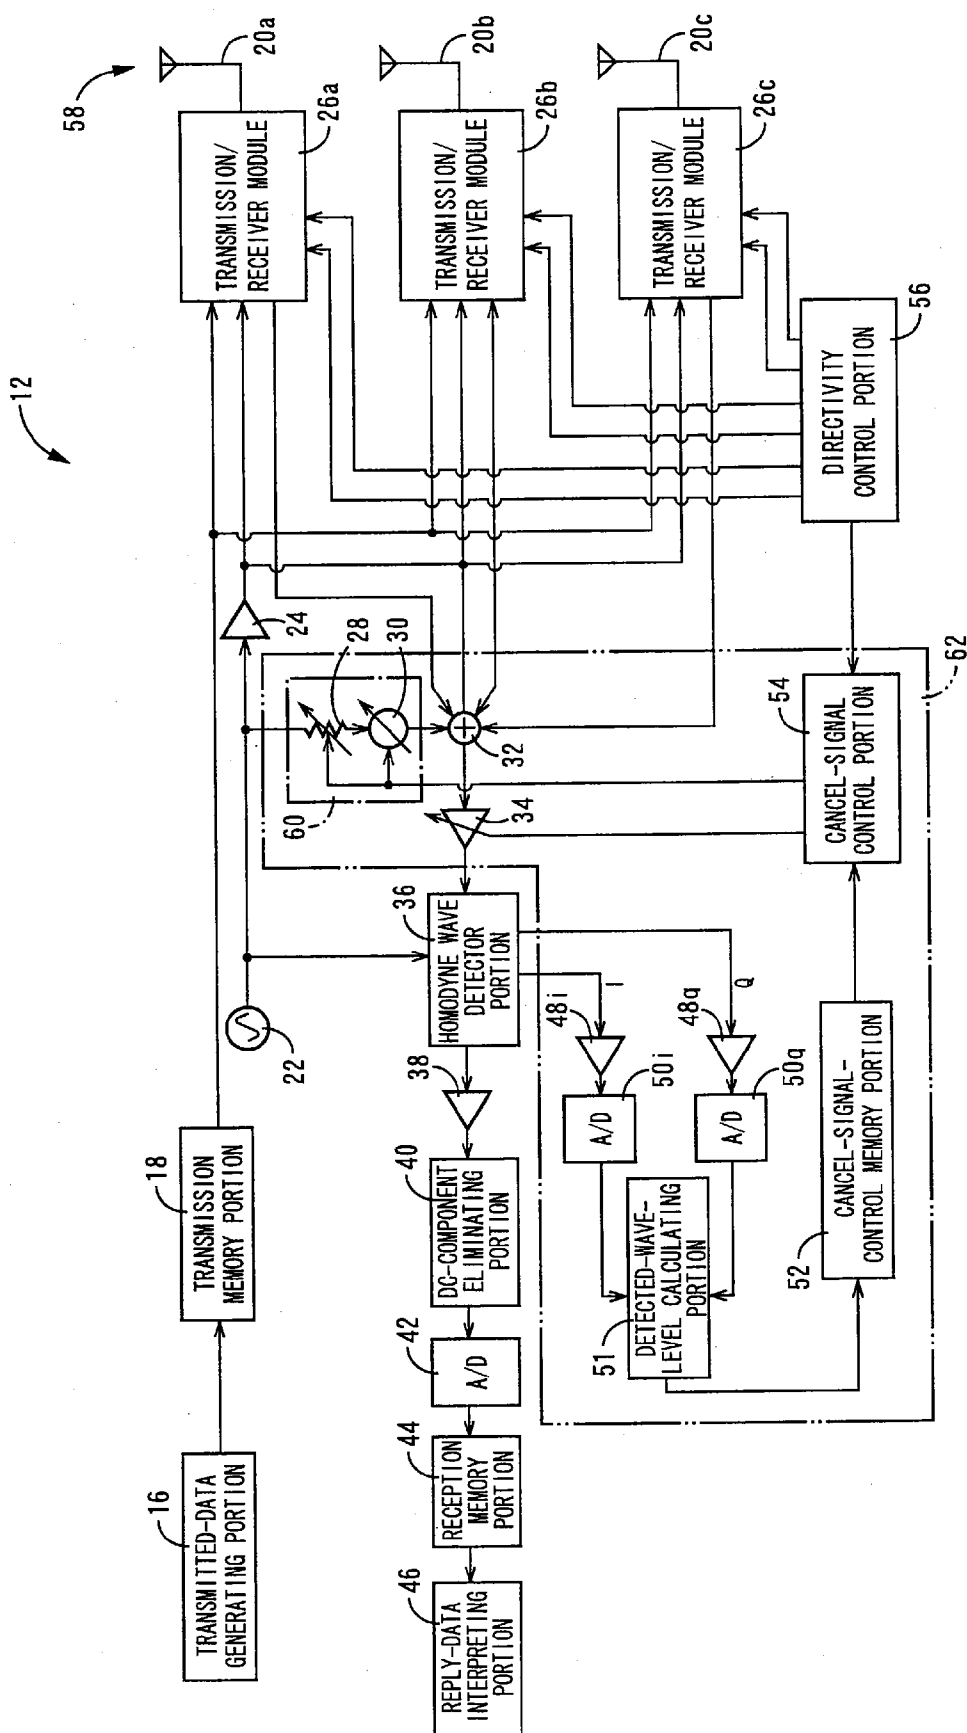 12
58
20a
20b
20c
TRANSMISSION/
RECEIVER MODULE
26a
TRANSMISSION/
RECEIVER MODULE
26b
TRANSMISSION/
RECEIVER MODULE
26c
DIRECTIVITY
CONTROL PORTION
56
24
28
30
60
32
34
CANCEL-SIGNAL
CONTROL PORTION
54
62
22
HOMODYNE WAVE
DETECTOR
PORTION
36
I
Q
48i
48q
A/D
50i
A/D
50q
DETECTED-WAVE-
LEVEL CALCULATING
PORTION
51
CANCEL-SIGNAL-
CONTROL MEMORY PORTION
52
38
DC-COMPONENT
ELIMINATING
PORTION
40
A/D
42
RECEPTION
MEMORY
PORTION
44
REPLY-DATA
INTERPRETING
PORTION
46
TRANSMISSION
MEMORY PORTION
18
TRANSMITTED-DATA
GENERATING PORTION
16